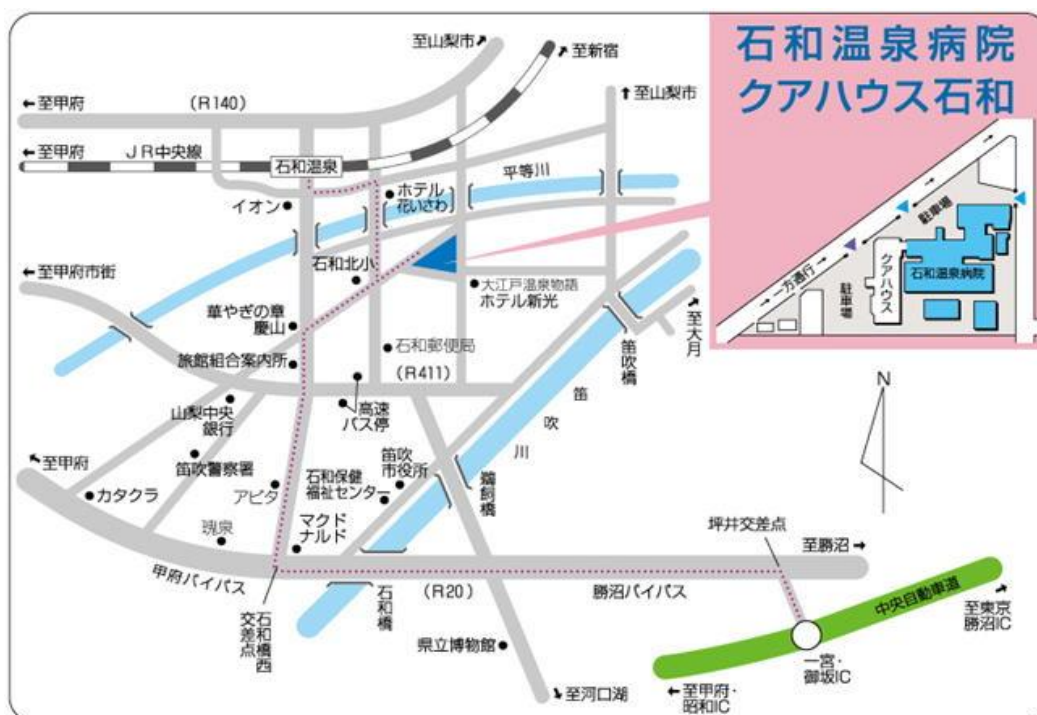 石和温泉病院
クアハウス石和
至山梨市
至新宿
至甲府
(R140)
至山梨市
至甲府
JR中央線
石和温泉
平等川
イオン
ホテル
花いさわ
石和北小
至甲府市街
大江戸温泉物語
ホテル新光
華やぎの章
慶山
至大月
石和郵便局
旅館組合案内所
(R411)
笛吹橋
笛吹川
山梨中央
銀行
高速
バス停
至甲府
笛吹警察署
笛吹
市役所
石和保健
福祉センター
鵜飼橋
カタクラ
アピタ
瑰泉
マクド
ナルド
坪井交差点
至勝沼
甲府バイパス
石和橋
(R20)
勝沼バイパス
石和橋西
交差点
中央自動車道
至東京
勝沼IC
県立博物館
一宮・
御坂IC
至河口湖
至甲府・
昭和IC
N
一方通行
駐車場
駐車場
クアハウス
石和温泉病院